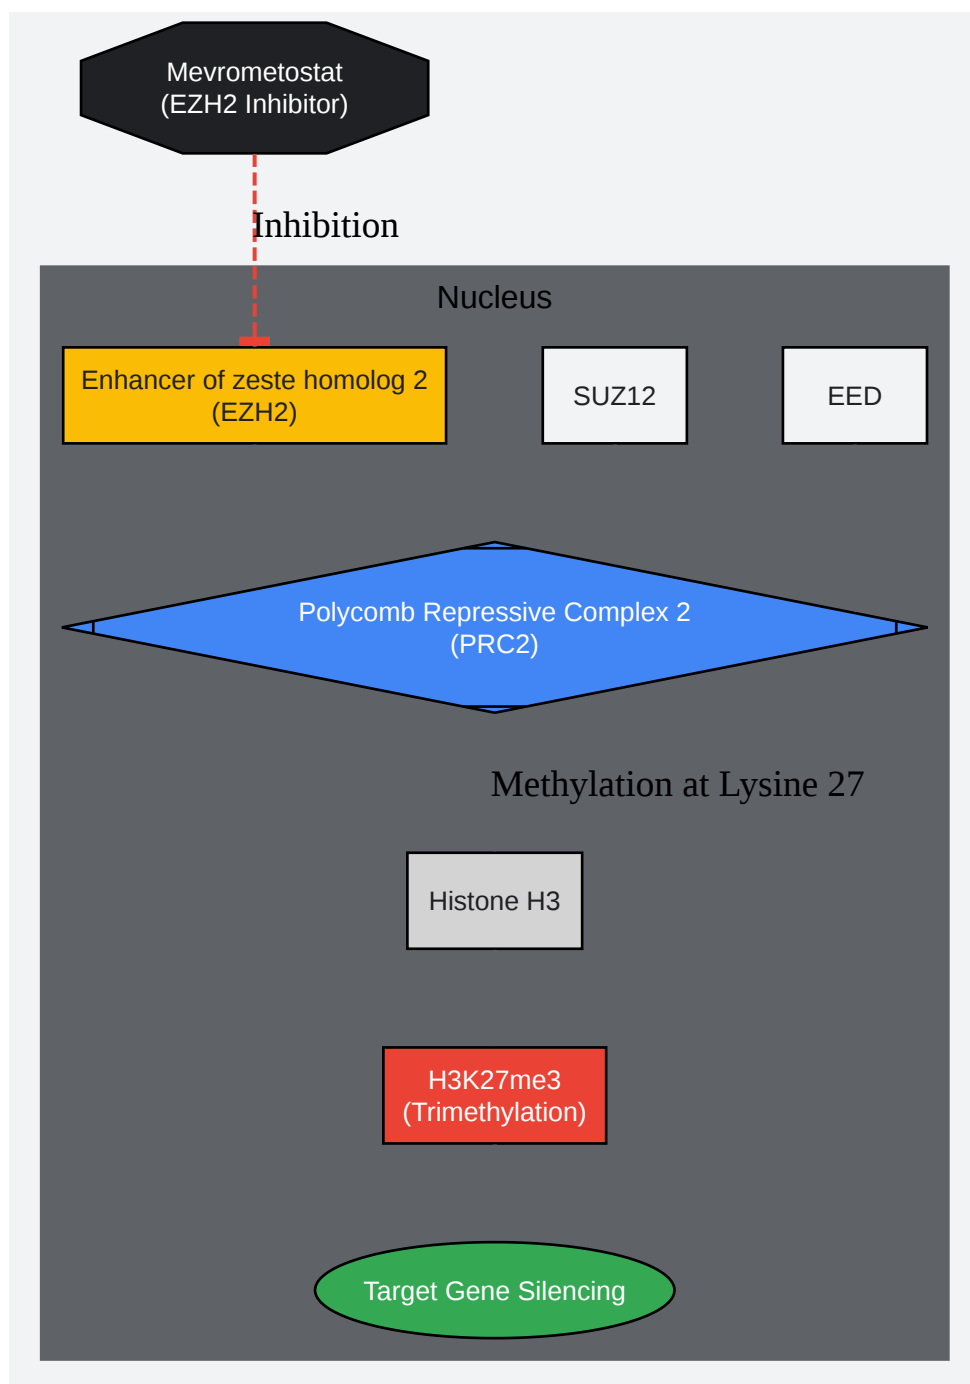 Mevrometostat
(EZH2 Inhibitor)
Inhibition
Nucleus
Enhancer of zeste homolog 2
(EZH2)
SUZ12
EED
Polycomb Repressive Complex 2
(PRC2)
Methylation at Lysine 27
Histone H3
H3K27me3
(Trimethylation)
Target Gene Silencing